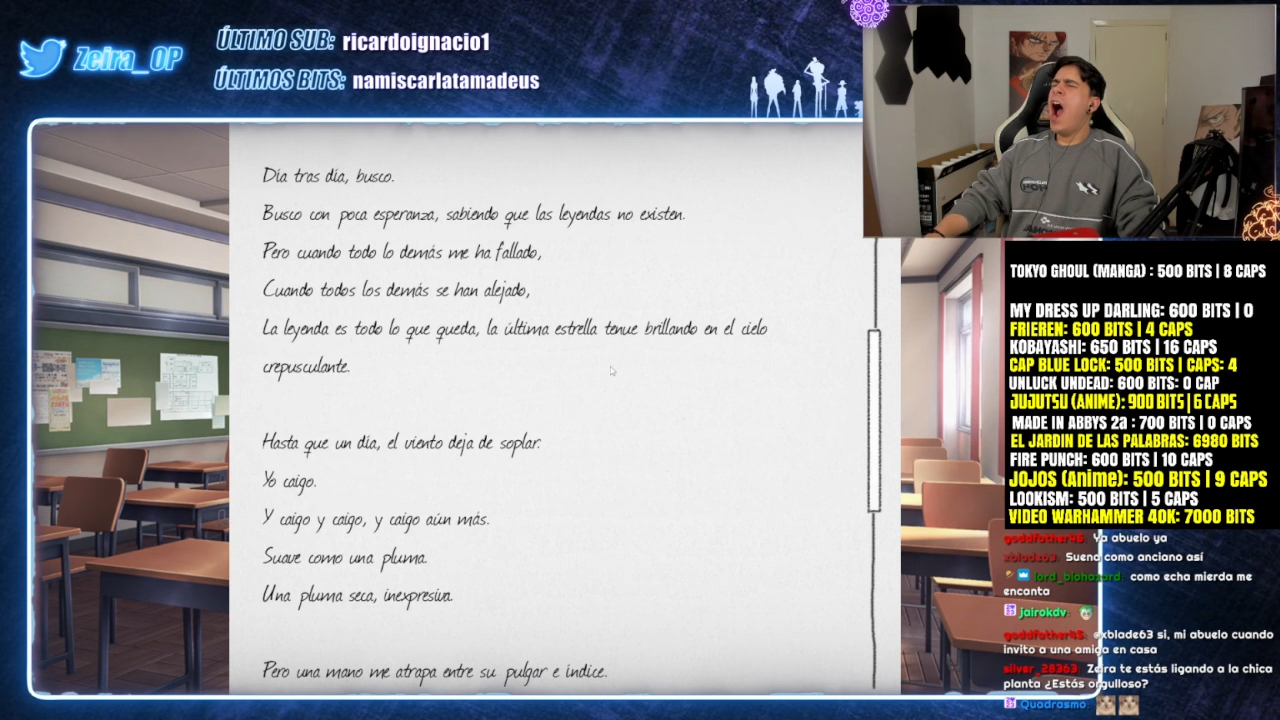 Zeira_OP
ÚLTIMO SUB: ricardoignacio1
ÚLTIMOS BITS: namiscarlatamadeus
Día tras día, busco.
Busco con poca esperanza, sabiendo que las leyendas no existen.
Pero cuando todo lo demás me ha fallado,
Cuando todos los demás se han alejado,
La leyenda es todo lo que queda, la última estrella tenue brillando en el cielo
crepusculante.
Hasta que un día, el viento deja de soplar.
Yo caigo.
Y caigo y caigo, y caigo aún más.
Suave como una pluma.
Una pluma seca, inexpresiva.
Pero una mano me atrapa entre su pulgar e índice.
TOKYO GHOUL (MANGA) : 500 BITS | 8 CAPS
MY DRESS UP DARLING: 600 BITS | 0
FRIEREN: 600 BITS | 4 CAPS
KOBAYASHI: 650 BITS | 16 CAPS
CAP BLUE LOCK: 500 BITS | CAPS: 4
UNLUCK UNDEAD: 600 BITS: 0 CAP
JUJUTSU (ANIME): 900 BITS | 6 CAPS
MADE IN ABBYS 2a : 700 BITS | 0 CAPS
EL JARDIN DE LAS PALABRAS: 6980 BITS
FIRE PUNCH: 600 BITS | 10 CAPS
JOJOS (Anime): 500 BITS | 9 CAPS
LOOKISM: 500 BITS | 5 CAPS
VIDEO WARHAMMER 40K: 7000 BITS
goddfather45: Ya abuelo ya
xblade63: Suena como anciano así
lord_biohazard: como echa mierda me
encanta
jairokdv:
goddfather45: @xblade63 si, mi abuelo cuando
invito a una amiga en casa
silver_28363: Zeira te estás ligando a la chica
planta ¿Estás orgulloso?
Quadrasmo: